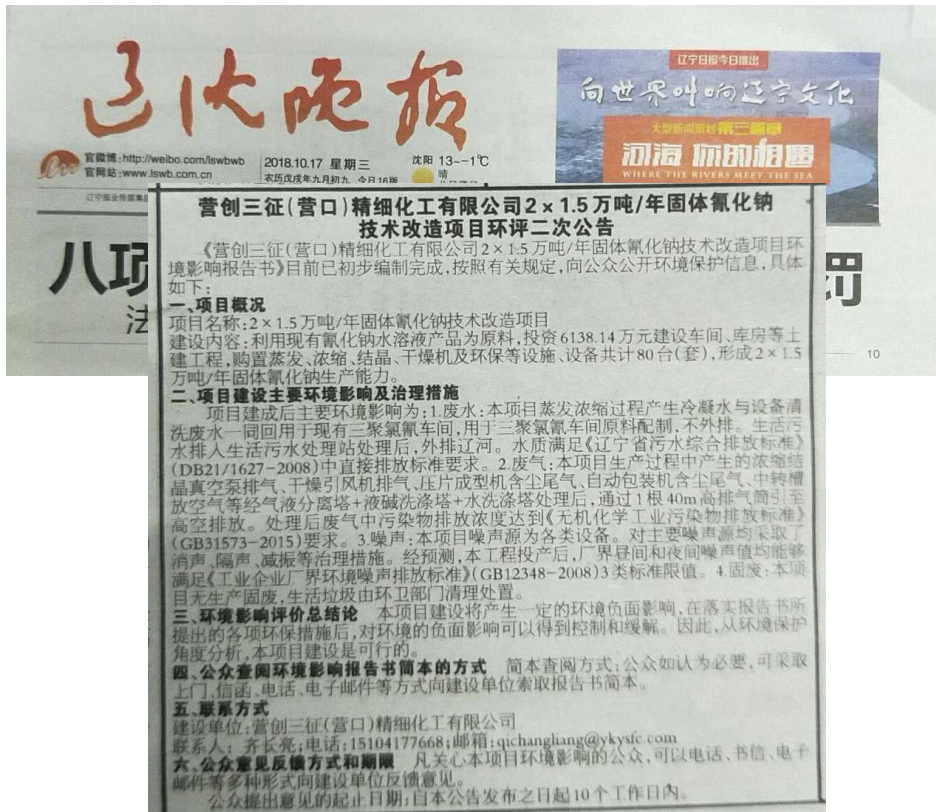 辽沈晚报
辽宁日报今日推出
向世界叫响辽宁文化
大型新闻策划第三篇章
河海 你的相遇
WHERE THE RIVERS MEET THE SEA
官微博:http://weibo.com/lswbwb
官网站:www.lswb.com.cn
2018.10.17 星期三
农历戊戌年九月初九 今日16版
沈阳 13~-1℃
晴
辽宁报业传媒集团
八项
罚
法
10
营创三征(营口)精细化工有限公司2×1.5万吨/年固体氰化钠
技术改造项目环评二次公告
《营创三征(营口)精细化工有限公司2×1.5万吨/年固体氰化钠技术改造项目环
境影响报告书》目前已初步编制完成,按照有关规定,向公众公开环境保护信息,具体
如下:
一、项目概况
项目名称:2×1.5万吨/年固体氰化钠技术改造项目
建设内容:利用现有氰化钠水溶液产品为原料,投资6138.14万元建设车间、库房等土
建工程,购置蒸发、浓缩、结晶、干燥机及环保等设施、设备共计80台(套),形成2×1.5
万吨/年固体氰化钠生产能力。
二、项目建设主要环境影响及治理措施
项目建成后主要环境影响为:1.废水:本项目蒸发浓缩过程产生冷凝水与设备清
洗废水一同回用于现有三聚氯氰车间,用于三聚氯氰车间原料配制,不外排。生活污
水排入生活污水处理站处理后,外排辽河。水质满足《辽宁省污水综合排放标准》
(DB21/1627-2008)中直接排放标准要求。2.废气:本项目生产过程中产生的浓缩结
晶真空泵排气、干燥引风机排气、压片成型机含尘尾气、自动包装机含尘尾气、中转槽
放空气等经气液分离塔+液碱洗涤塔+水洗涤塔处理后,通过1根40m高排气筒引至
高空排放。处理后废气中污染物排放浓度达到《无机化学工业污染物排放标准》
(GB31573-2015)要求。3.噪声:本项目噪声源为各类设备。对主要噪声源均采取了
消声、隔声、减振等治理措施。经预测,本工程投产后,厂界昼间和夜间噪声值均能够
满足《工业企业厂界环境噪声排放标准》(GB12348-2008)3类标准限值。4.固废:本项
目无生产固废,生活垃圾由环卫部门清理处置。
三、环境影响评价总结论 本项目建设将产生一定的环境负面影响,在落实报告书所
提出的各项环保措施后,对环境的负面影响可以得到控制和缓解。因此,从环境保护
角度分析,本项目建设是可行的。
四、公众查阅环境影响报告书简本的方式 简本查阅方式:公众如认为必要,可采取
上门、信函、电话、电子邮件等方式向建设单位索取报告书简本。
五、联系方式
建设单位:营创三征(营口)精细化工有限公司
联系人:齐长亮;电话:15104177668;邮箱:qichangliang@ykysfc.com
六、公众意见反馈方式和期限 凡关心本项目环境影响的公众,可以电话、书信、电子
邮件等多种形式向建设单位反馈意见。
公众提出意见的起止日期:自本公告发布之日起10个工作日内。